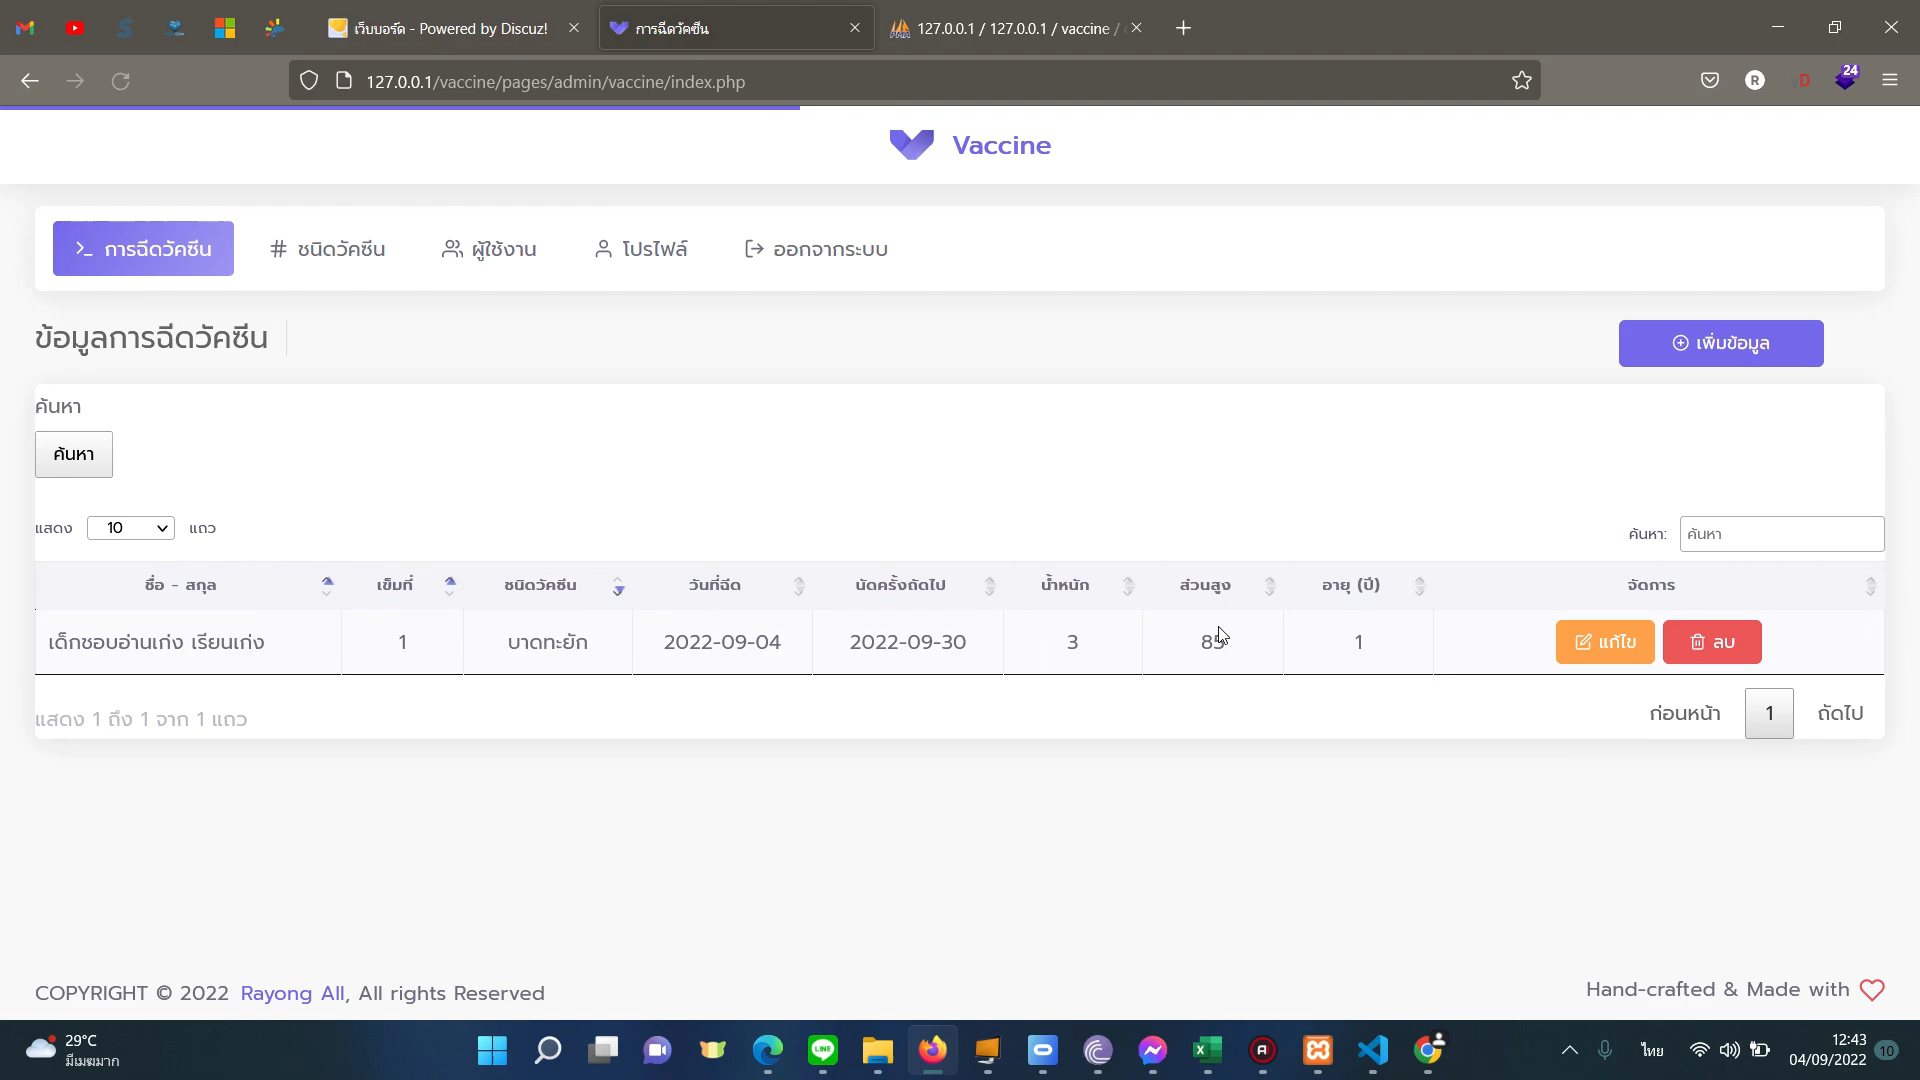 เว็บบอร์ด - Powered by Discuz!
การฉีดวัคซีน
127.0.0.1 / 127.0.0.1 / vaccine /
127.0.0.1/vaccine/pages/admin/vaccine/index.php
R
D
24
Vaccine
การฉีดวัคซีน
ชนิดวัคซีน
ผู้ใช้งาน
โปรไฟล์
ออกจากระบบ
ข้อมูลการฉีดวัคซีน
เพิ่มข้อมูล
ค้นหา
ค้นหา
แสดง 10 แถว
ค้นหา: ค้นหา
ชื่อ - สกุล เข็มที่ ชนิดวัคซีน วันที่ฉีด นัดครั้งถัดไป น้ำหนัก ส่วนสูง อายุ (ปี) จัดการ
เด็กชอบอ่านเก่ง เรียนเก่ง 1 บาดทะยัก 2022-09-04 2022-09-30 3 85 1 แก้ไข ลบ
แสดง 1 ถึง 1 จาก 1 แถว
ก่อนหน้า 1 ถัดไป
COPYRIGHT © 2022 Rayong All, All rights Reserved
Hand-crafted & Made with
29°C
มีเมฆมาก
LINE
ไทย
12:43
04/09/2022
10